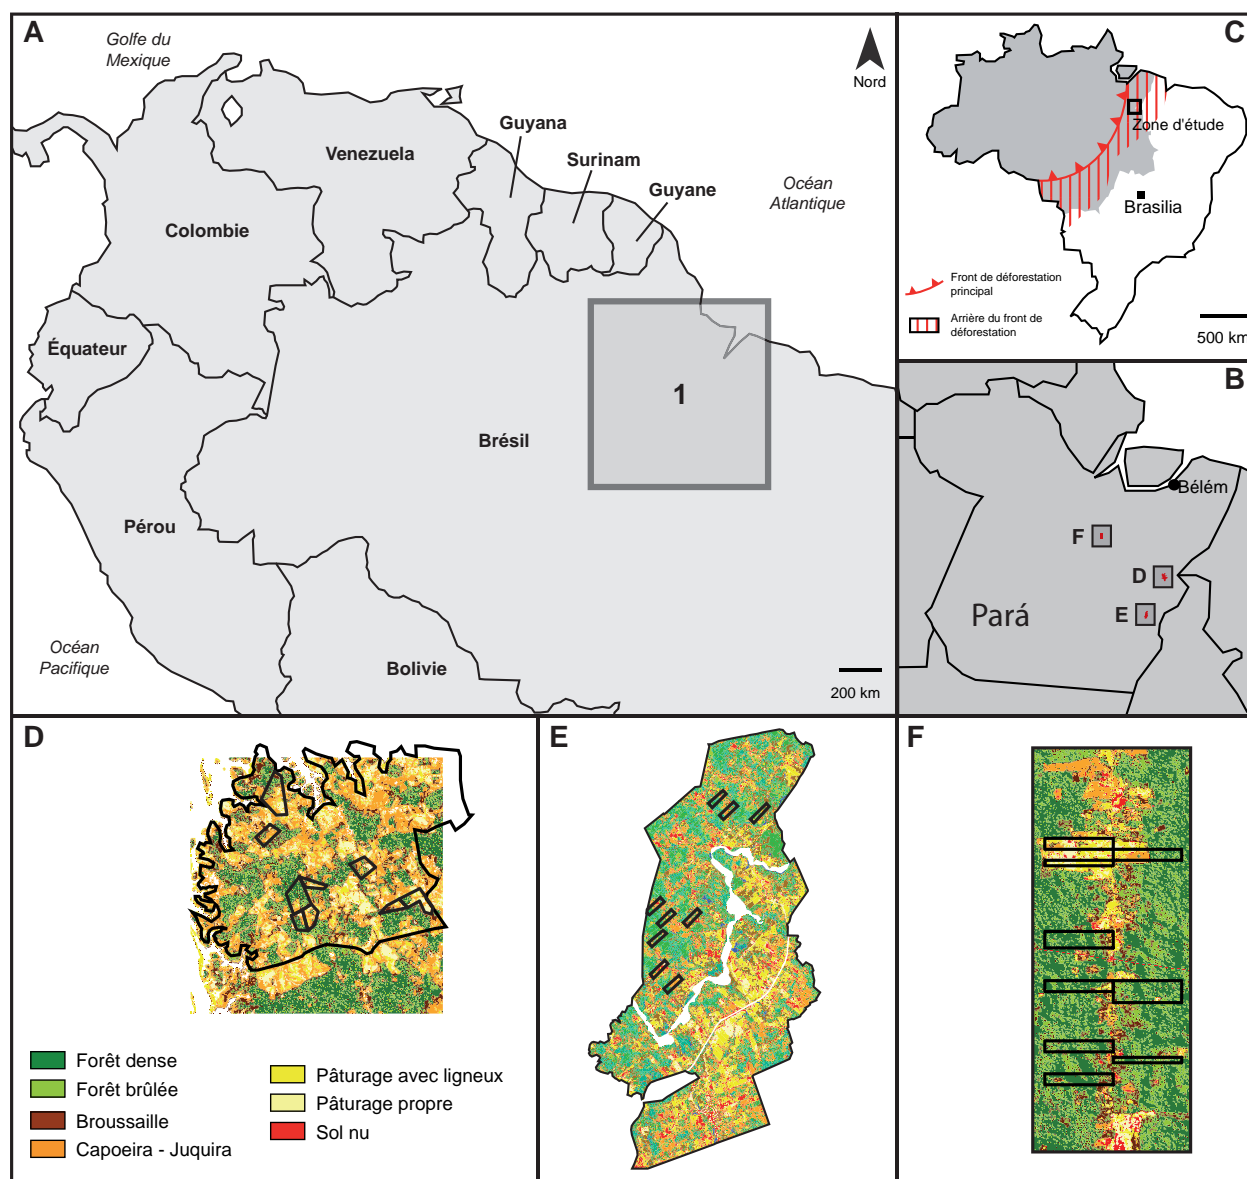 A
Golfe du
Mexique
Nord
Guyana
Venezuela
Surinam
Guyane
Océan
Atlantique
Colombie
Équateur
1
Brésil
Pérou
Océan
Pacifique
Bolivie
200 km
C
Zone d'étude
Brasilia
Front de déforestation
principal
Arrière du front de
déforestation
500 km
B
Bélém
F
D
E
Pará
D
Forêt dense
Forêt brûlée
Broussaille
Capoeira - Juquira
Pâturage avec ligneux
Pâturage propre
Sol nu
E
F